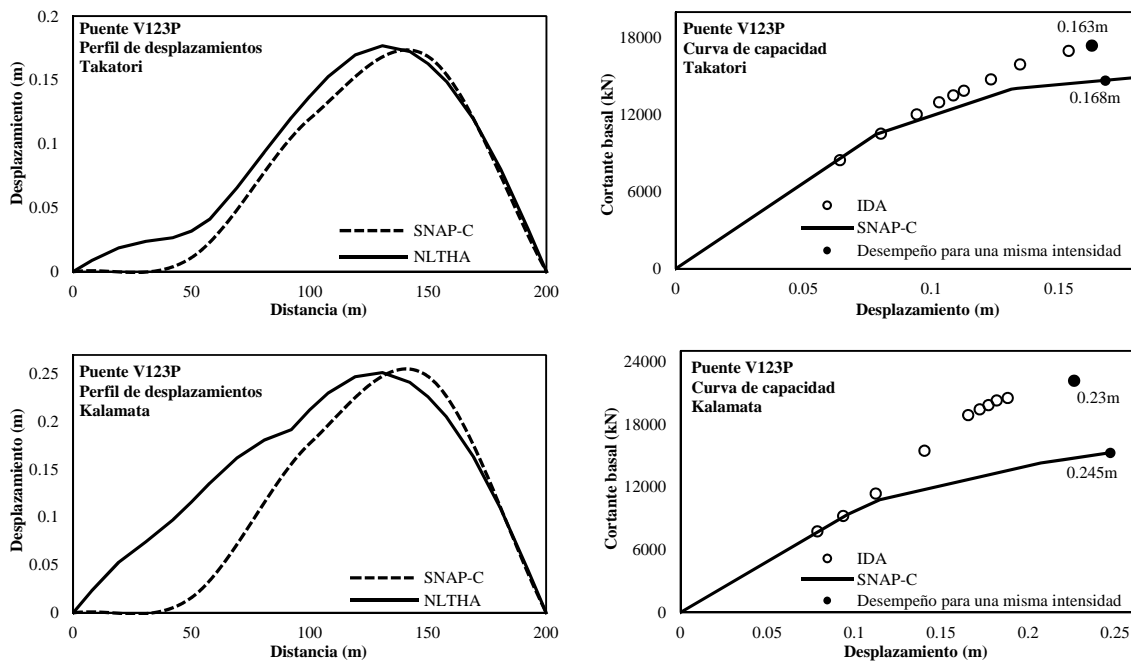 Puente V123P
Perfil de desplazamientos
Takatori
Desplazamiento (m)
0.2
0.15
0.1
0.05
0
0
50
100
150
200
Distancia (m)
SNAP-C
NLTHA
Puente V123P
Curva de capacidad
Takatori
Cortante basal (kN)
18000
12000
6000
0
0
0.05
0.1
0.15
Desplazamiento (m)
0.163m
0.168m
IDA
SNAP-C
Desempeño para una misma intensidad
Puente V123P
Perfil de desplazamientos
Kalamata
Desplazamiento (m)
0.25
0.2
0.15
0.1
0.05
0
0
50
100
150
200
Distancia (m)
SNAP-C
NLTHA
Puente V123P
Curva de capacidad
Kalamata
Cortante basal (kN)
24000
18000
12000
6000
0
0
0.05
0.1
0.15
0.2
0.25
Desplazamiento (m)
0.23m
0.245m
IDA
SNAP-C
Desempeño para una misma intensidad